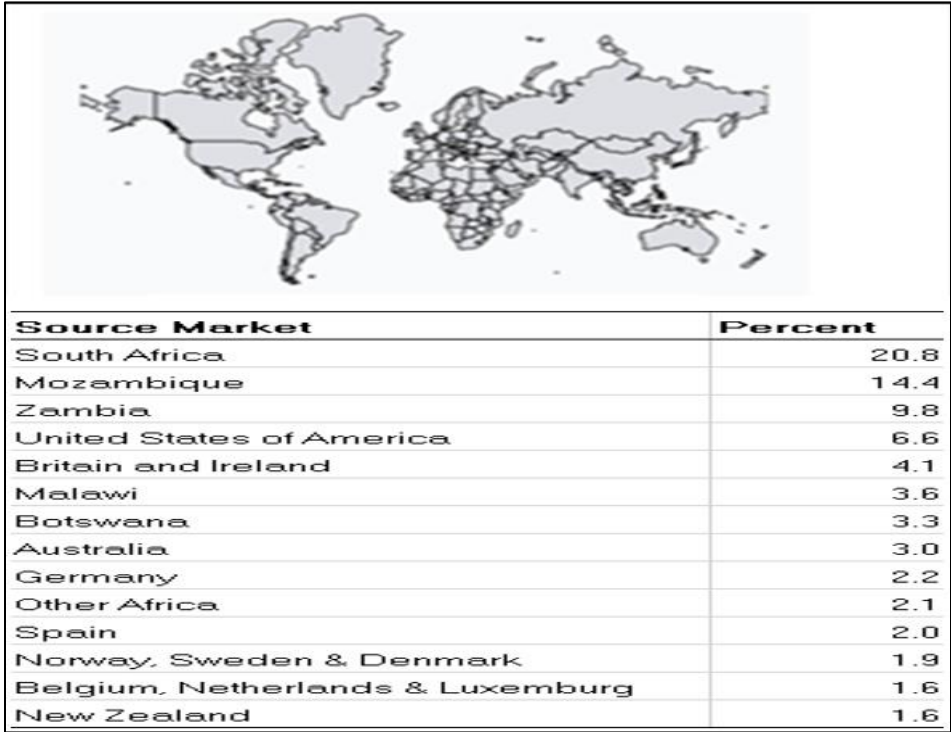 Source Market Percent
South Africa 20.8
Mozambique 14.4
Zambia 9.8
United States of America 6.6
Britain and Ireland 4.1
Malawi 3.6
Botswana 3.3
Australia 3.0
Germany 2.2
Other Africa 2.1
Spain 2.0
Norway, Sweden & Denmark 1.9
Belgium, Netherlands & Luxemburg 1.6
New Zealand 1.6